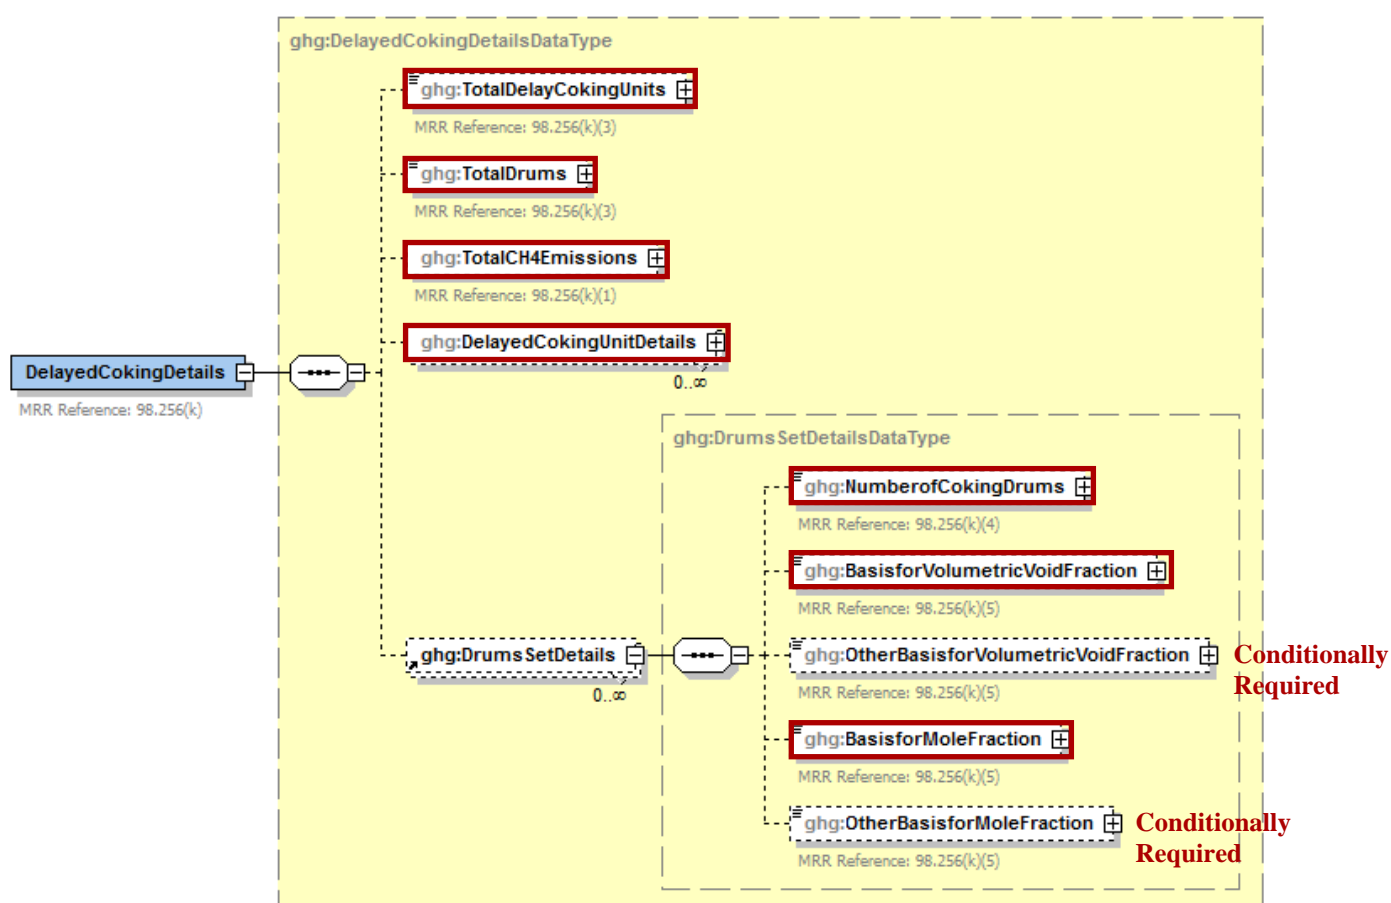 ghg:DelayedCokingDetailsDataType
ghg:TotalDelayCokingUnits
MRR Reference: 98.256(k)(3)
ghg:TotalDrums
MRR Reference: 98.256(k)(3)
ghg:TotalCH4Emissions
MRR Reference: 98.256(k)(1)
ghg:DelayedCokingUnitDetails
0..∞
DelayedCokingDetails
MRR Reference: 98.256(k)
ghg:DrumsSetDetailsDataType
ghg:NumberofCokingDrums
MRR Reference: 98.256(k)(4)
ghg:BasisforVolumetricVoidFraction
MRR Reference: 98.256(k)(5)
ghg:DrumsSetDetails
0..∞
ghg:OtherBasisforVolumetricVoidFraction
MRR Reference: 98.256(k)(5)
Conditionally
Required
ghg:BasisforMoleFraction
MRR Reference: 98.256(k)(5)
ghg:OtherBasisforMoleFraction
MRR Reference: 98.256(k)(5)
Conditionally
Required